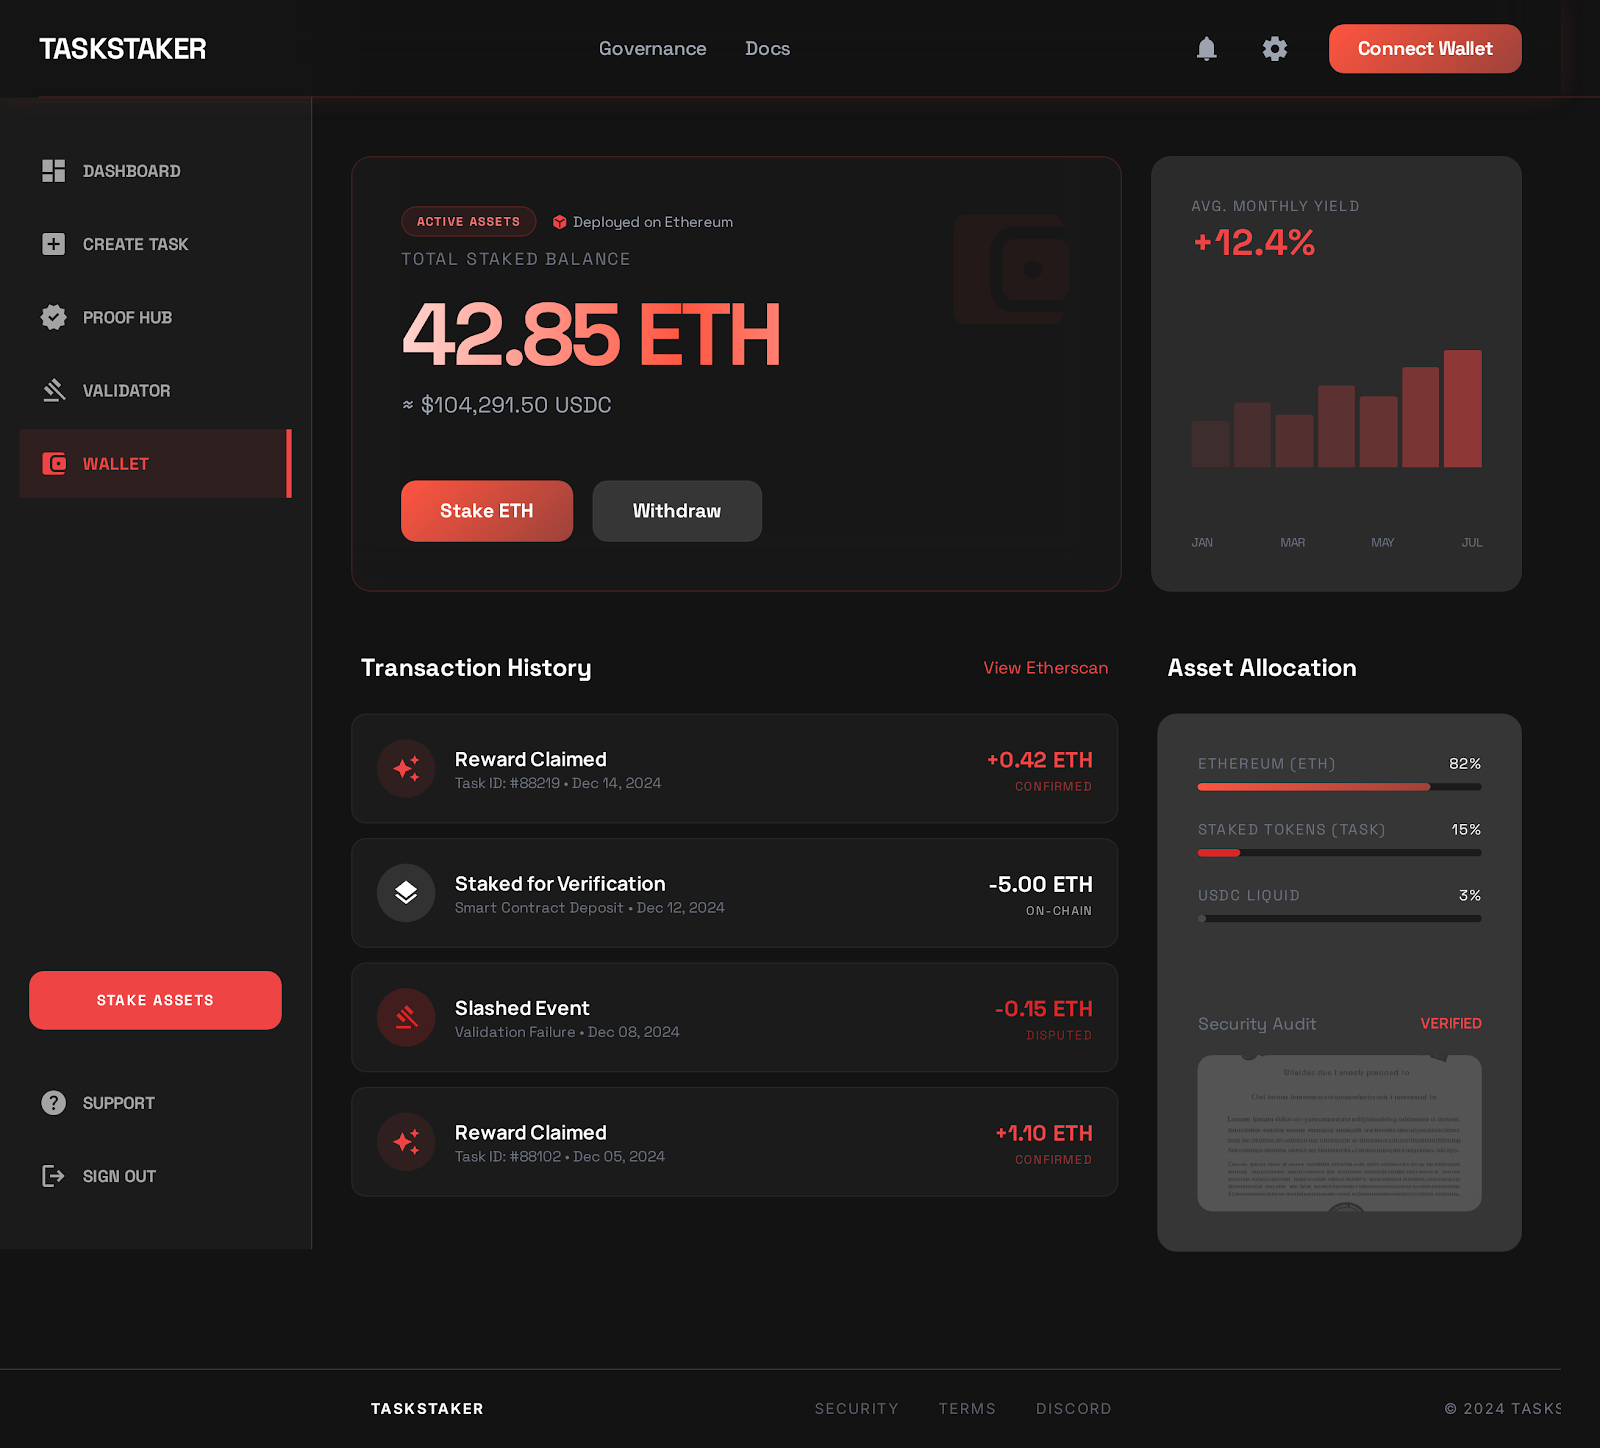 TASKSTAKER
Governance
Docs
Connect Wallet
DASHBOARD
CREATE TASK
PROOF HUB
VALIDATOR
WALLET
STAKE ASSETS
SUPPORT
SIGN OUT
ACTIVE ASSETS
Deployed on Ethereum
TOTAL STAKED BALANCE
42.85 ETH
≈ $104,291.50 USDC
Stake ETH
Withdraw
AVG. MONTHLY YIELD
+12.4%
JAN
MAR
MAY
JUL
Transaction History
View Etherscan
Reward Claimed
Task ID: #88219 • Dec 14, 2024
+0.42 ETH
CONFIRMED
Staked for Verification
Smart Contract Deposit • Dec 12, 2024
-5.00 ETH
ON-CHAIN
Slashed Event
Validation Failure • Dec 08, 2024
-0.15 ETH
DISPUTED
Reward Claimed
Task ID: #88102 • Dec 05, 2024
+1.10 ETH
CONFIRMED
Asset Allocation
ETHEREUM (ETH)
82%
STAKED TOKENS (TASK)
15%
USDC LIQUID
3%
Security Audit
VERIFIED
TASKSTAKER
SECURITY
TERMS
DISCORD
© 2024 TASKS